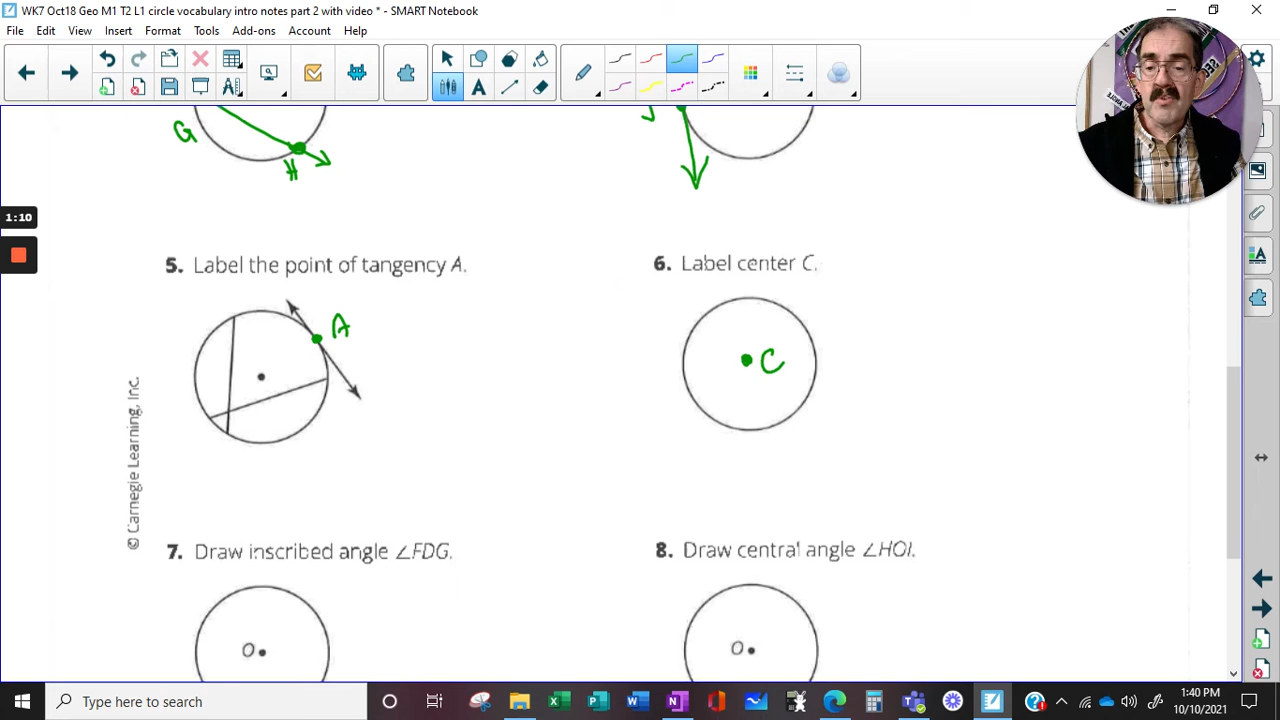 WK7 Oct18 Geo M1 T2 L1 circle vocabulary intro notes part 2 with video * - SMART Notebook
File Edit View Insert Format Tools Add-ons Account Help
G
H
J
1:10
5. Label the point of tangency A.
6. Label center C.
A
C
© Carnegie Learning, Inc.
7. Draw inscribed angle ∠FDG.
8. Draw central angle ∠HOI.
O
O
Type here to search
1:40 PM
10/10/2021